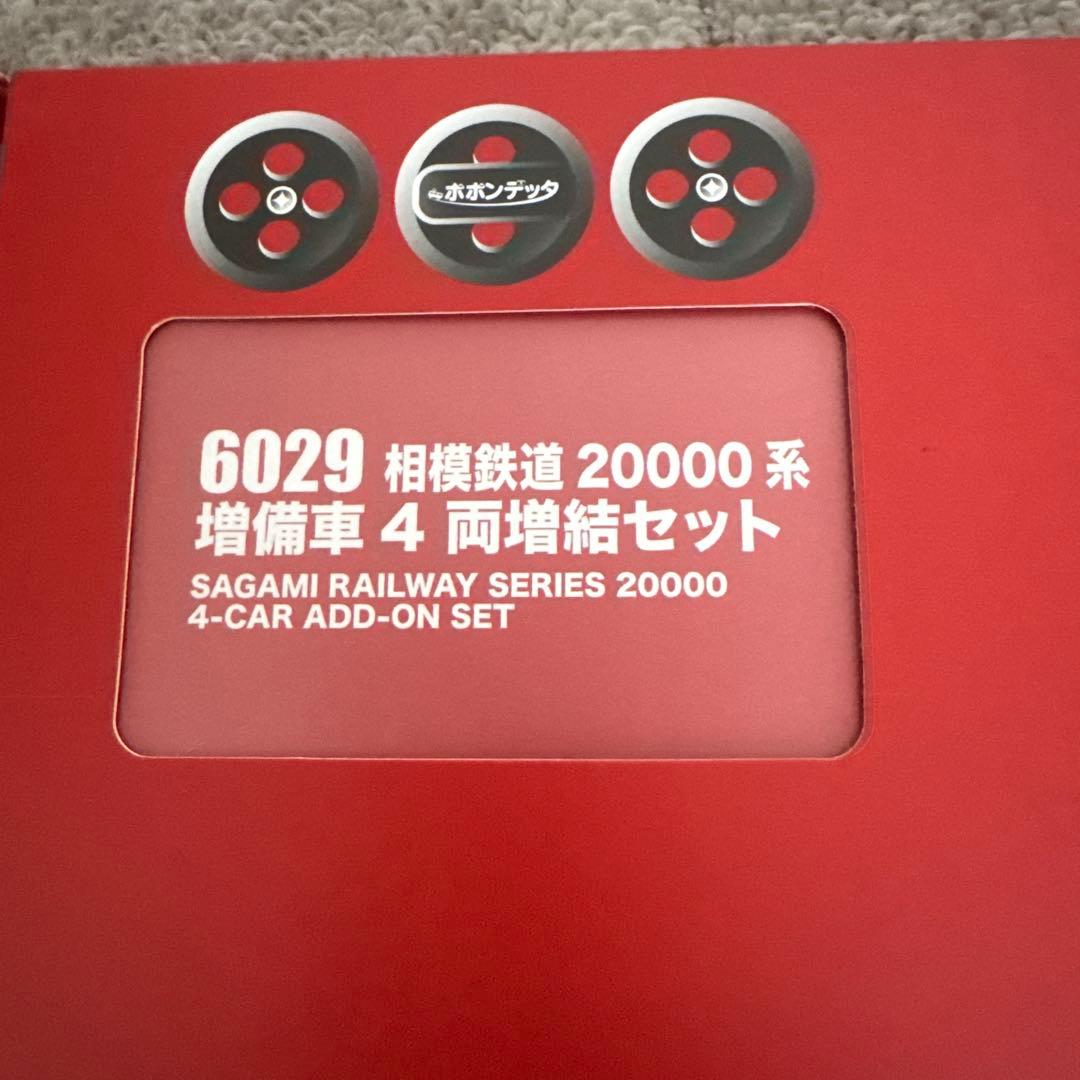 ポポンデッタ
6029 相模鉄道 20000 系
増備車 4 両増結セット
SAGAMI RAILWAY SERIES 20000
4-CAR ADD-ON SET